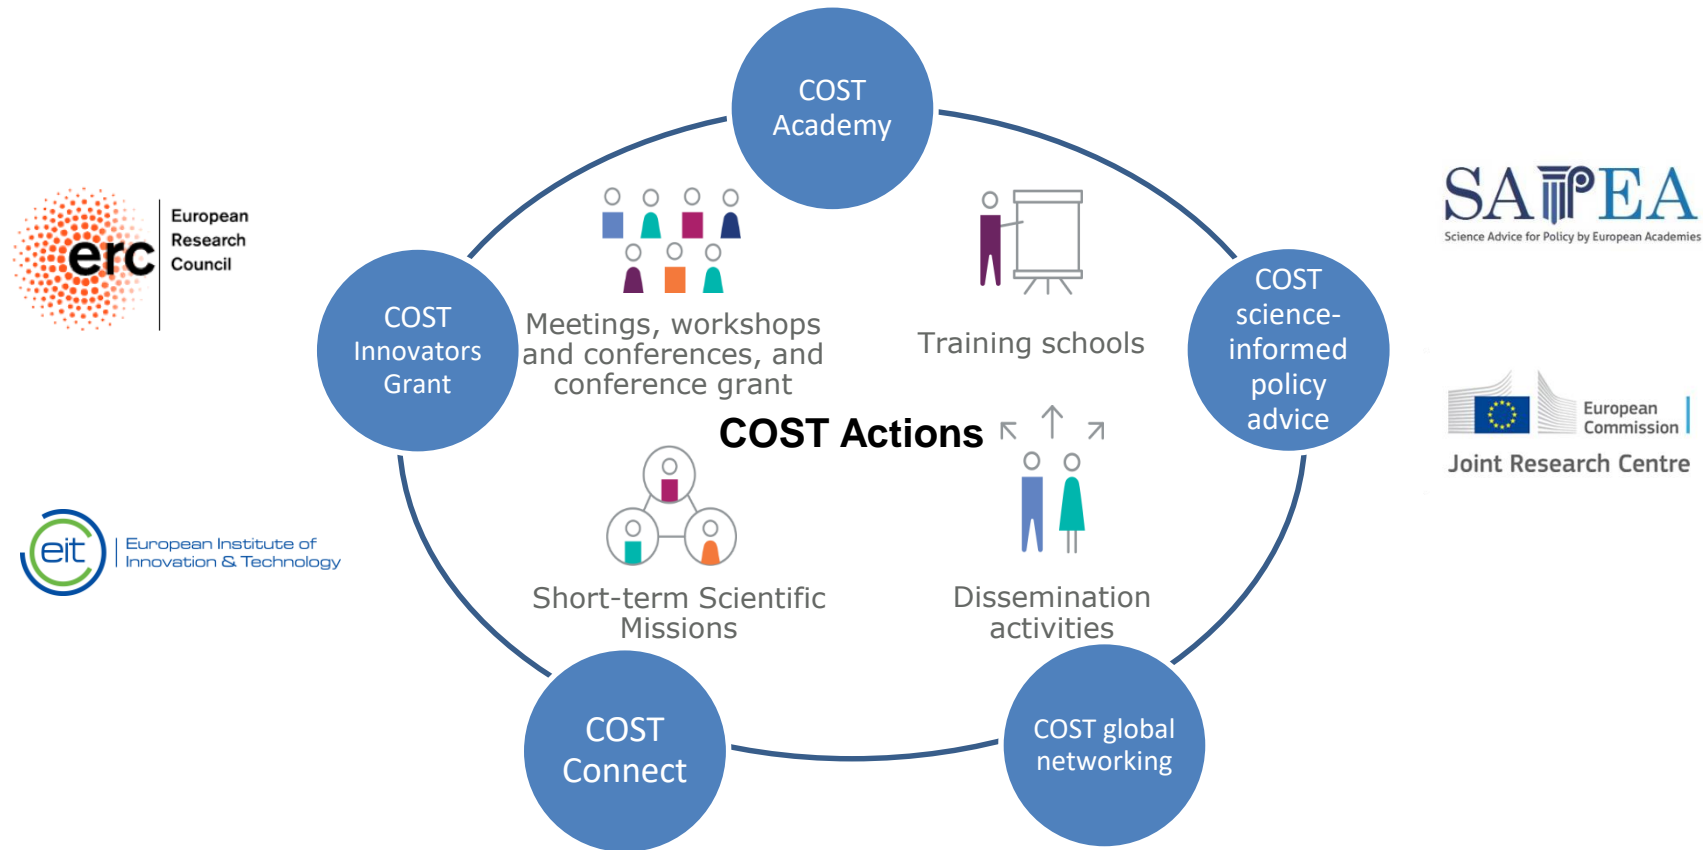 COST
Academy
SAPEA
Science Advice for Policy by European Academies
erc
European
Research
Council
COST
Innovators
Grant
Meetings, workshops
and conferences, and
conference grant
Training schools
COST
science-
informed
policy
advice
COST Actions
European
Commission
Joint Research Centre
eit
European Institute of
Innovation & Technology
Short-term Scientific
Missions
Dissemination
activities
COST
Connect
COST global
networking